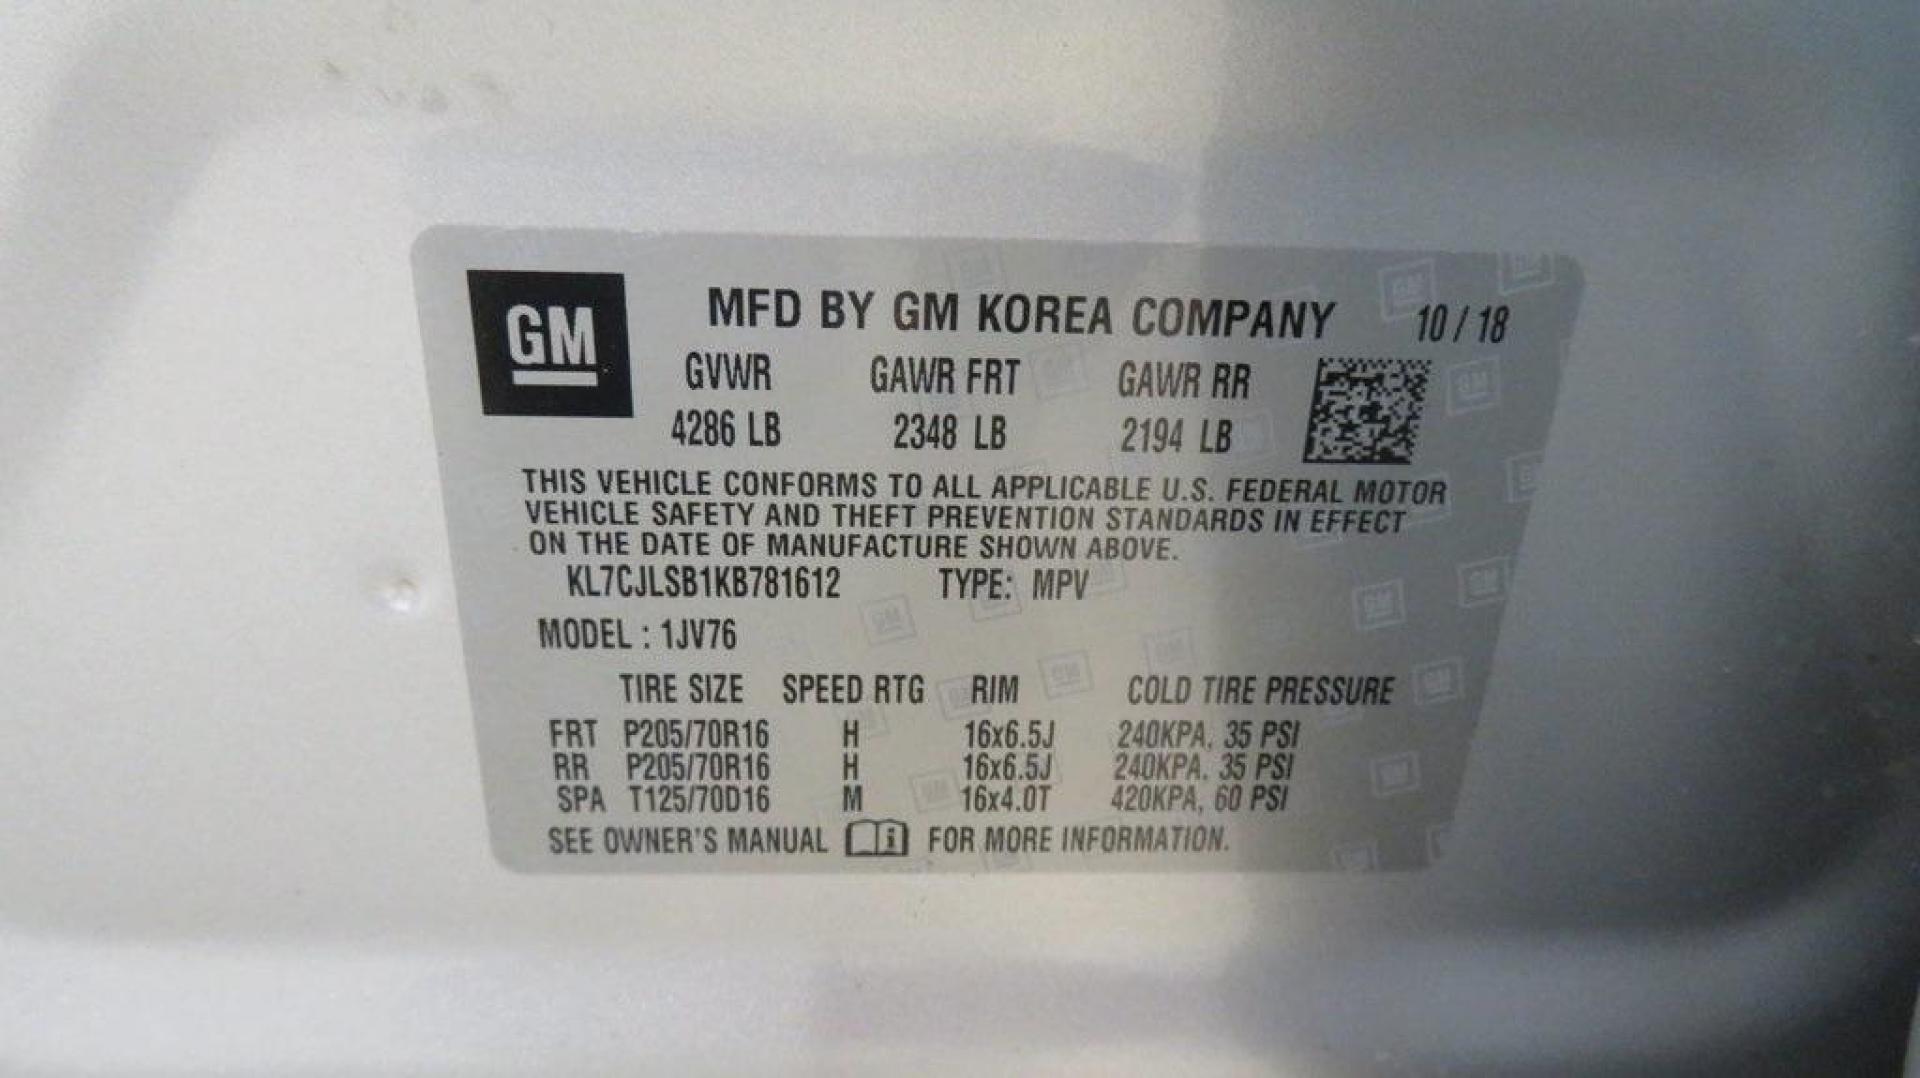 GM
MFD BY GM KOREA COMPANY 10 / 18
GVWR GAWR FRT GAWR RR
4286 LB 2348 LB 2194 LB
THIS VEHICLE CONFORMS TO ALL APPLICABLE U.S. FEDERAL MOTOR
VEHICLE SAFETY AND THEFT PREVENTION STANDARDS IN EFFECT
ON THE DATE OF MANUFACTURE SHOWN ABOVE.
KL7CJLSB1KB781612 TYPE: MPV
MODEL : 1JV76
TIRE SIZE SPEED RTG RIM COLD TIRE PRESSURE
FRT P205/70R16 H 16x6.5J 240KPA, 35 PSI
RR P205/70R16 H 16x6.5J 240KPA, 35 PSI
SPA T125/70D16 M 16x4.0T 420KPA, 60 PSI
SEE OWNER'S MANUAL i FOR MORE INFORMATION.